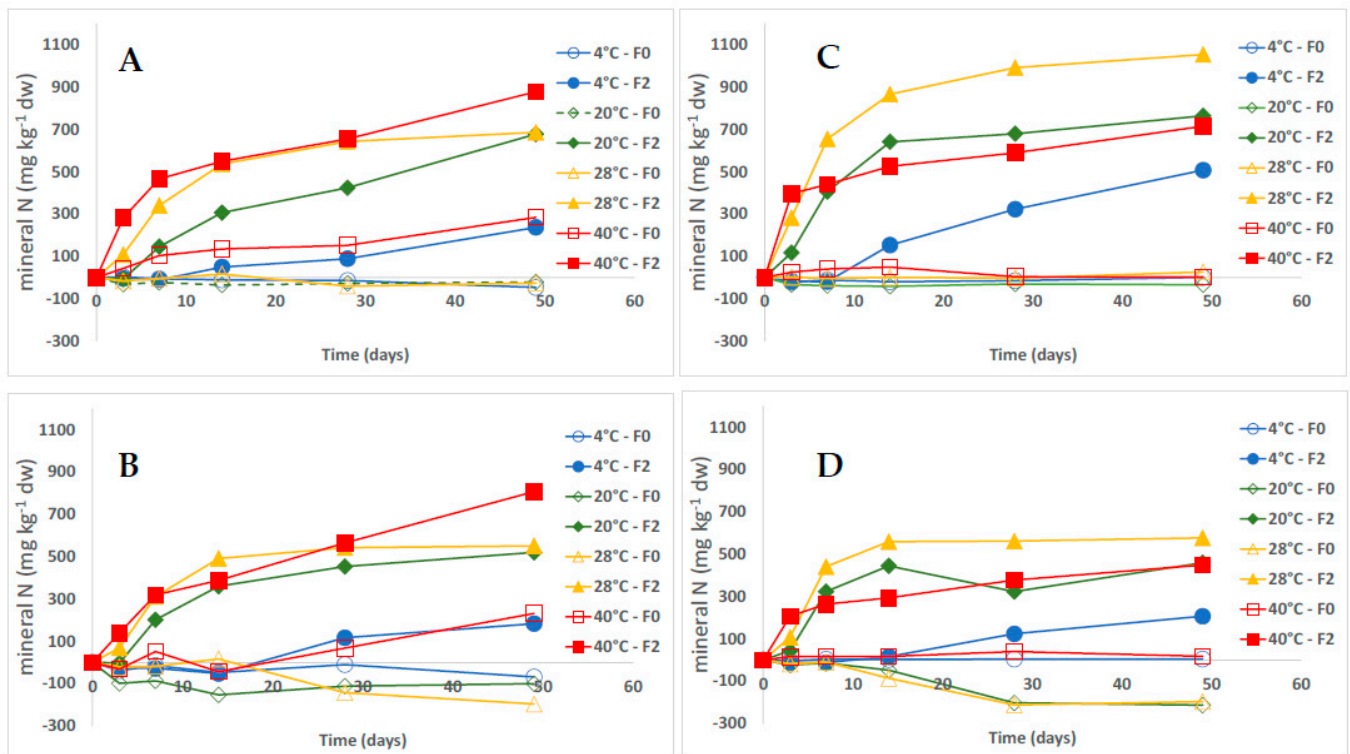 A
mineral N (mg kg-1 dw)
1100
900
700
500
300
100
-100
-300
0
10
20
30
40
50
60
Time (days)
4°C - F0
4°C - F2
20°C - F0
20°C - F2
28°C - F0
28°C - F2
40°C - F0
40°C - F2
C
mineral N (mg kg-1 dw)
1100
900
700
500
300
100
-100
-300
0
10
20
30
40
50
60
Time (days)
4°C - F0
4°C - F2
20°C - F0
20°C - F2
28°C - F0
28°C - F2
40°C - F0
40°C - F2
B
mineral N (mg kg-1 dw)
1100
900
700
500
300
100
-100
-300
0
10
20
30
40
50
60
Time (days)
4°C - F0
4°C - F2
20°C - F0
20°C - F2
28°C - F0
28°C - F2
40°C - F0
40°C - F2
D
mineral N (mg kg-1 dw)
1100
900
700
500
300
100
-100
-300
0
10
20
30
40
50
60
Time (days)
4°C - F0
4°C - F2
20°C - F0
20°C - F2
28°C - F0
28°C - F2
40°C - F0
40°C - F2